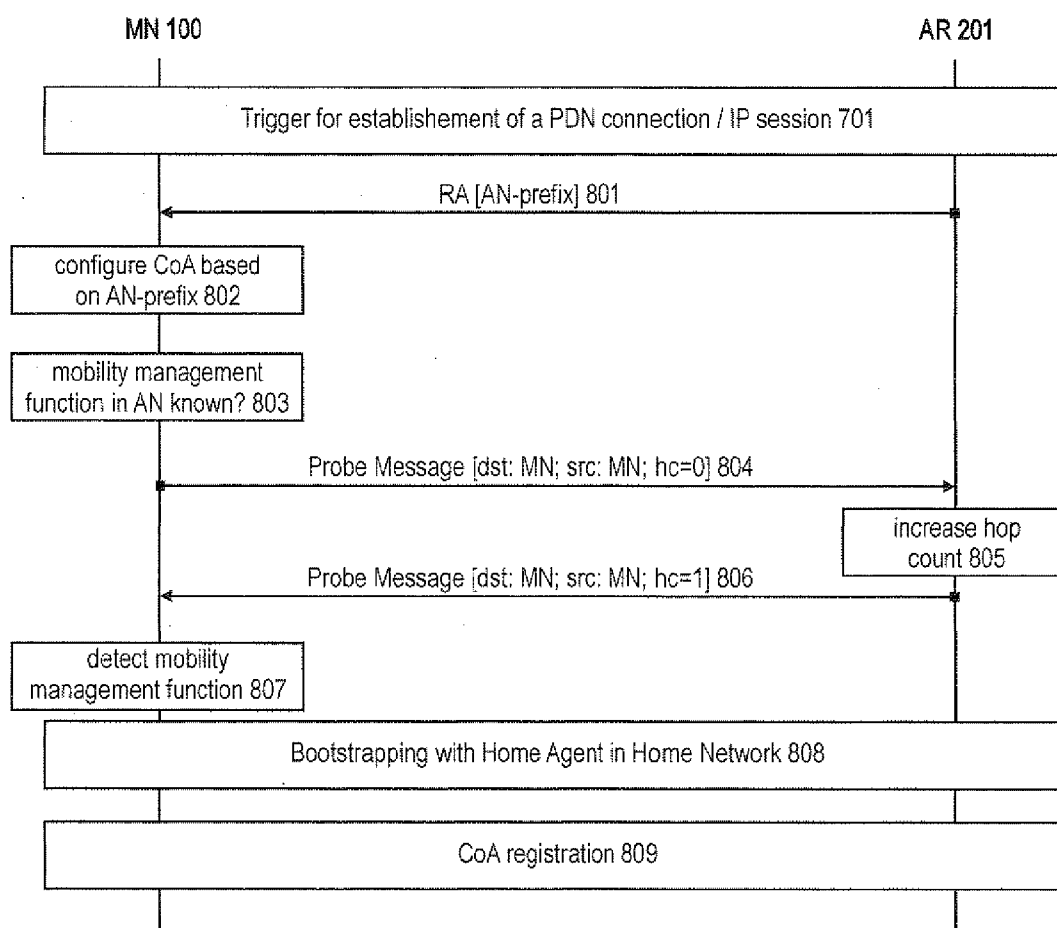 MN 100
AR 201
Trigger for establishement of a PDN connection / IP session 701
RA [AN-prefix] 801
configure CoA based
on AN-prefix 802
mobility management
function in AN known? 803
Probe Message [dst: MN; src: MN; hc=0] 804
increase hop
count 805
Probe Message [dst: MN; src: MN; hc=1] 806
detect mobility
management function 807
Bootstrapping with Home Agent in Home Network 808
CoA registration 809